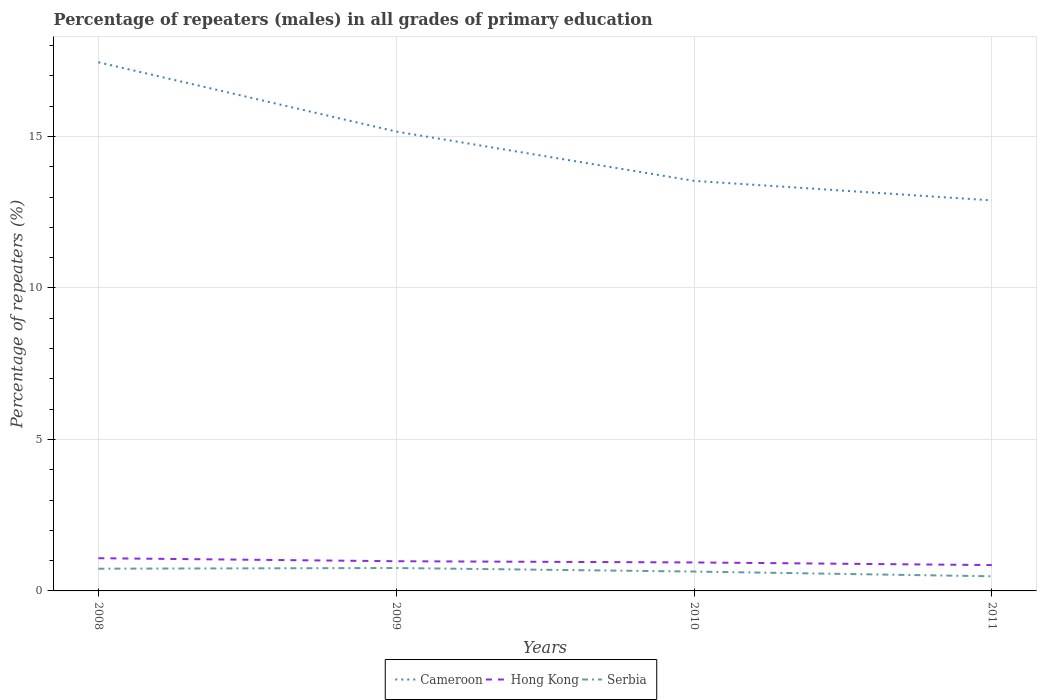 Percentage of repeaters (males) in all grades of primary education
Percentage of repeaters (%)
15
10
5
0
2008
2009
2010
2011
Years
Cameroon
Hong Kong
Serbia